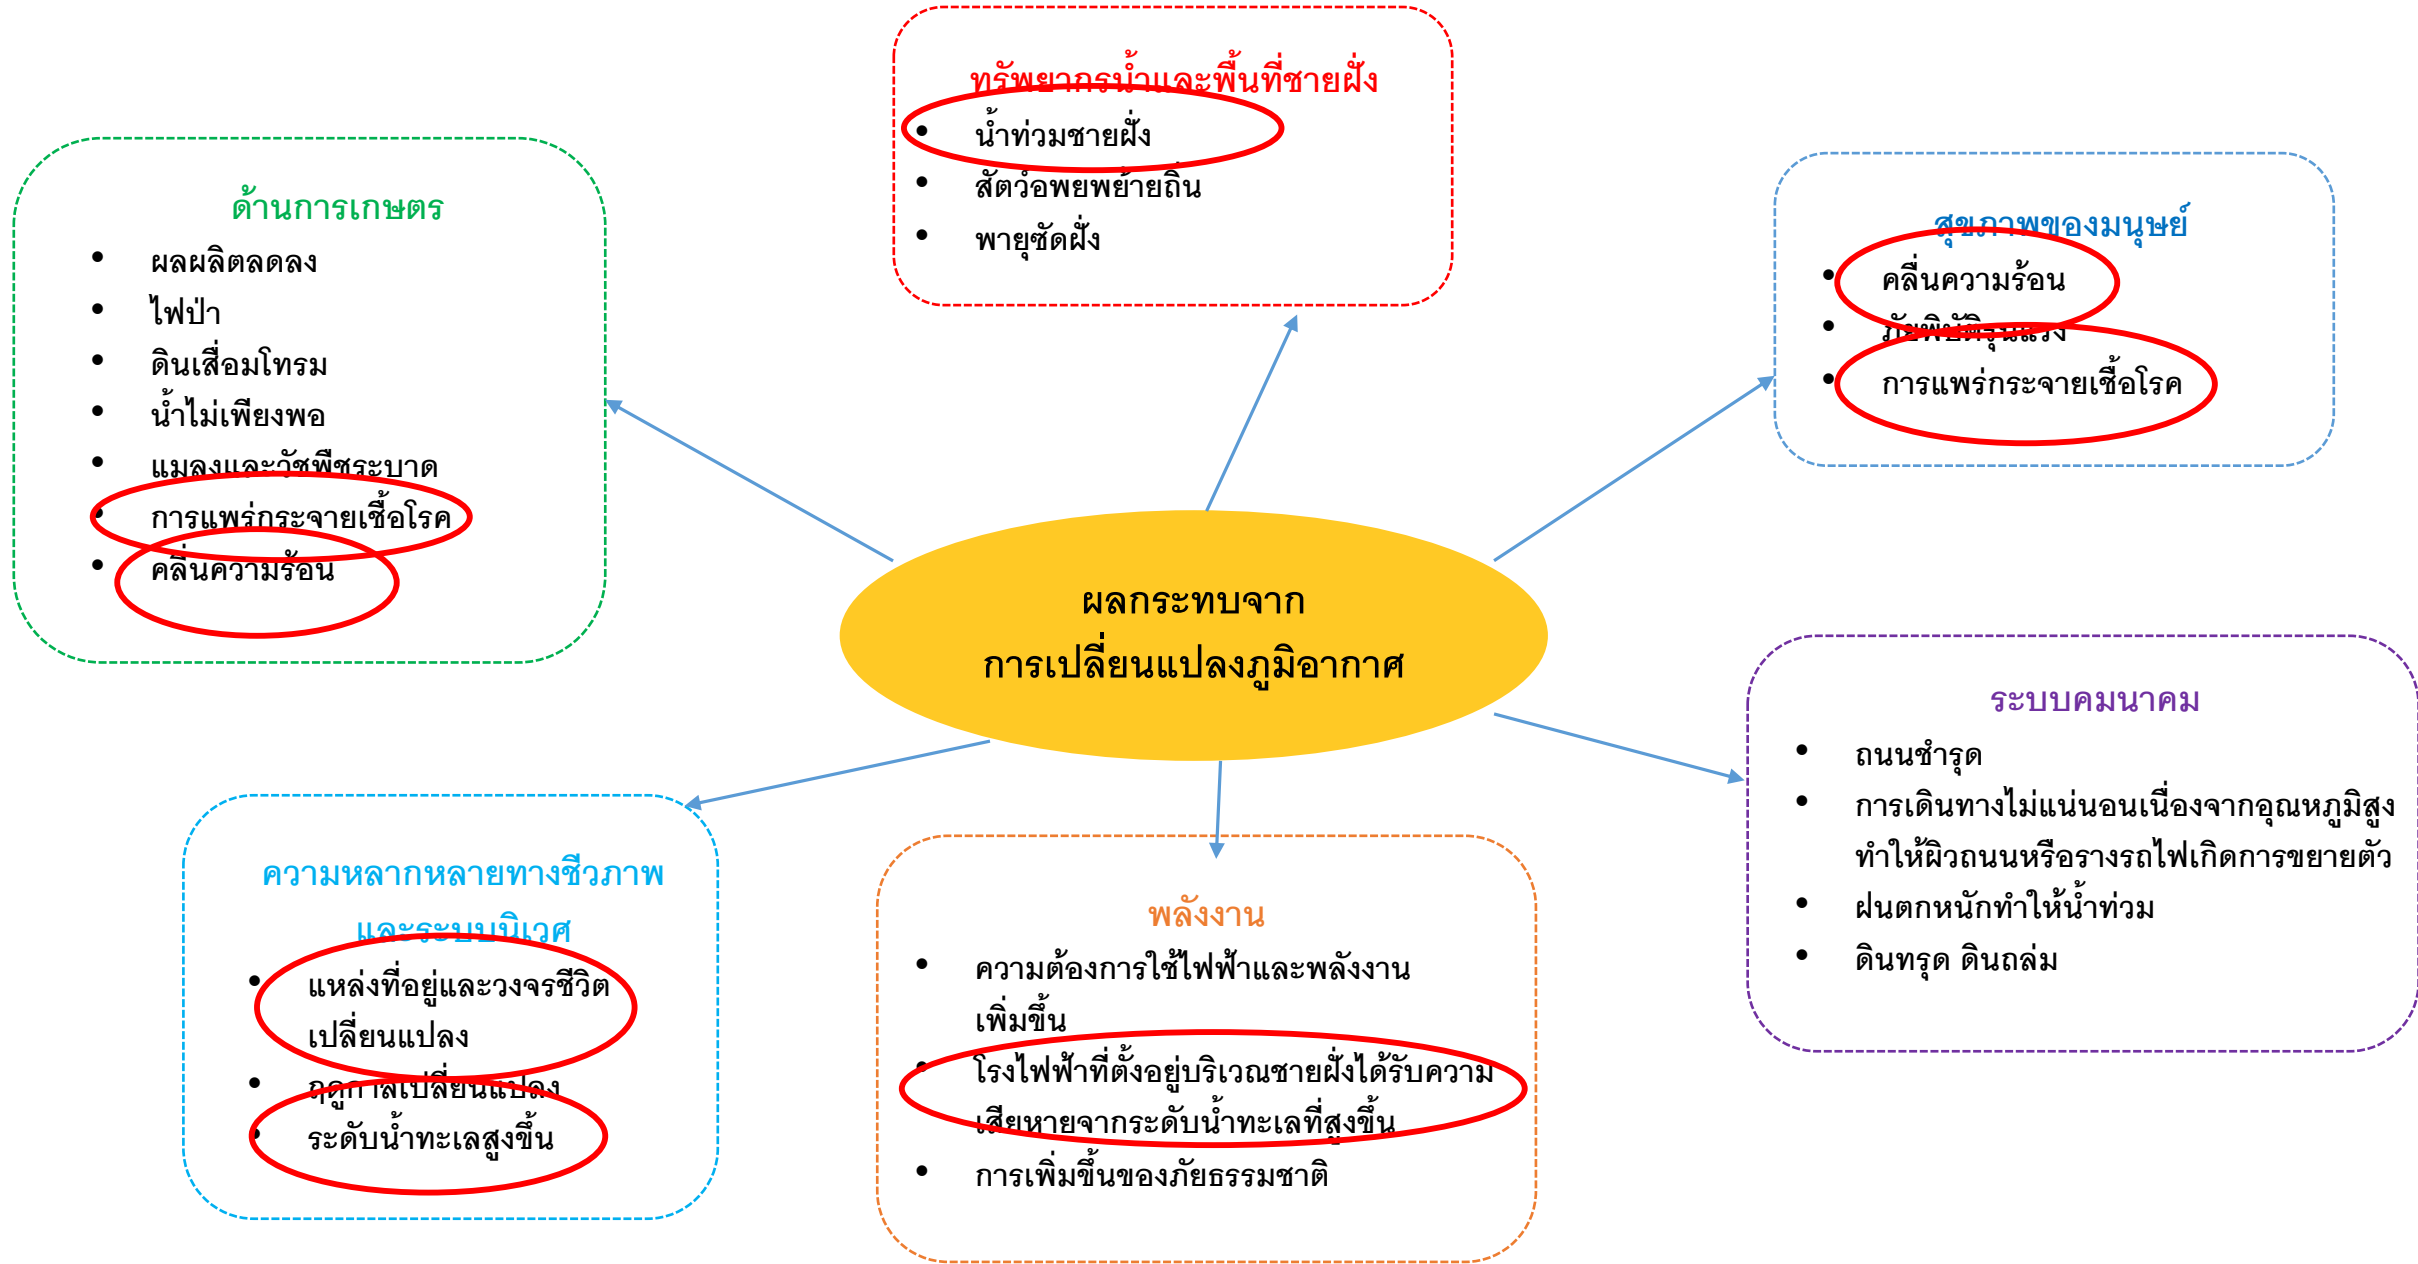 ทรัพยากรน้ำและพื้นที่ชายฝั่ง
• น้ำท่วมชายฝั่ง
• สัตว์อพยพย้ายถิ่น
• พายุซัดฝั่ง
ด้านการเกษตร
• ผลผลิตลดลง
• ไฟป่า
• ดินเสื่อมโทรม
• น้ำไม่เพียงพอ
• แมลงและวัชพืชระบาด
• การแพร่กระจายเชื้อโรค
• คลื่นความร้อน
สุขภาพของมนุษย์
• คลื่นความร้อน
• ภัยพิบัติรุนแรง
• การแพร่กระจายเชื้อโรค
ผลกระทบจาก
การเปลี่ยนแปลงภูมิอากาศ
ระบบคมนาคม
• ถนนชำรุด
• การเดินทางไม่แน่นอนเนื่องจากอุณหภูมิสูง
ทำให้ผิวถนนหรือรางรถไฟเกิดการขยายตัว
• ฝนตกหนักทำให้น้ำท่วม
• ดินทรุด ดินถล่ม
ความหลากหลายทางชีวภาพ
และระบบนิเวศ
• แหล่งที่อยู่และวงจรชีวิต
เปลี่ยนแปลง
• ฤดูกาลเปลี่ยนแปลง
• ระดับน้ำทะเลสูงขึ้น
พลังงาน
• ความต้องการใช้ไฟฟ้าและพลังงาน
เพิ่มขึ้น
• โรงไฟฟ้าที่ตั้งอยู่บริเวณชายฝั่งได้รับความ
เสียหายจากระดับน้ำทะเลที่สูงขึ้น
• การเพิ่มขึ้นของภัยธรรมชาติ